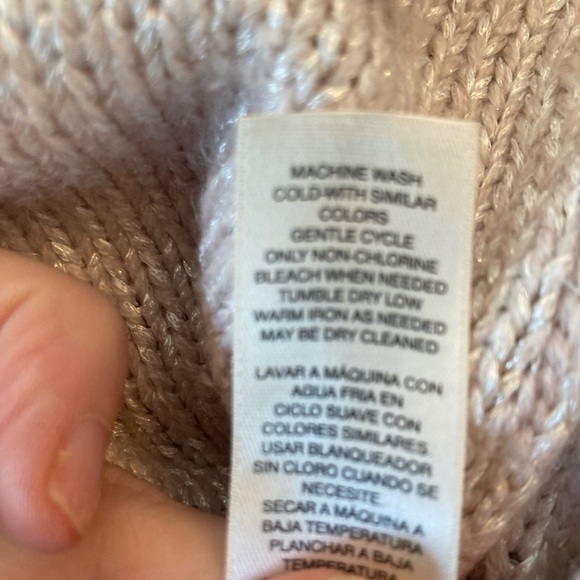 MACHINE WASH
COLD WITH SIMILAR
COLORS
GENTLE CYCLE
ONLY NON-CHLORINE
BLEACH WHEN NEEDED
TUMBLE DRY LOW
WARM IRON AS NEEDED
MAY BE DRY CLEANED
LAVAR A MÁQUINA CON
AGUA FRIA EN
CICLO SUAVE CON
COLORES SIMILARES.
USAR BLANQUEADOR
SIN CLORO CUANDO SE
NECESITE.
SECAR A MÁQUINA A
BAJA TEMPERATURA
PLANCHAR A BAJA
TEMPERATURA